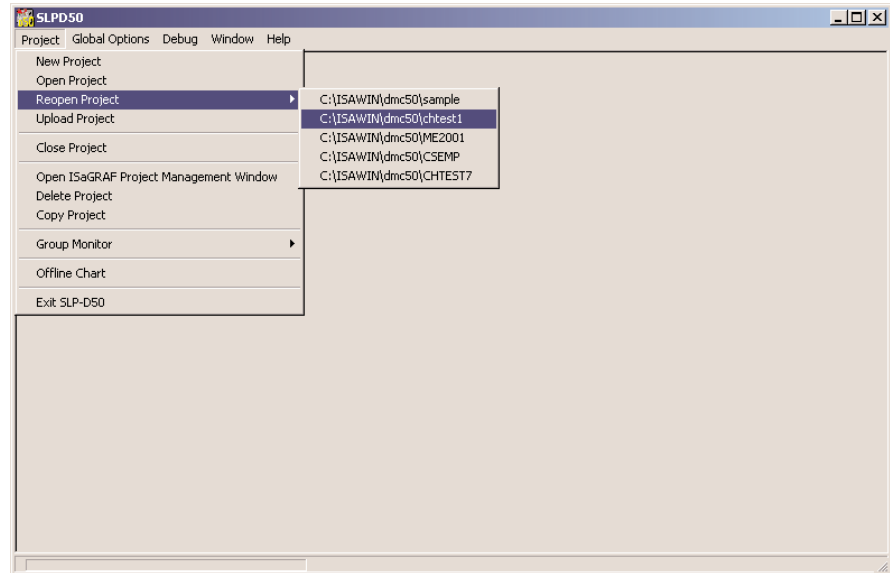 SLPD50
Project Global Options Debug Window Help
New Project
Open Project
Reopen Project
Upload Project
Close Project
Open ISaGRAF Project Management Window
Delete Project
Copy Project
Group Monitor
Offline Chart
Exit SLP-D50
C:\ISAWIN\dmc50\sample
C:\ISAWIN\dmc50\chtest1
C:\ISAWIN\dmc50\ME2001
C:\ISAWIN\dmc50\CSEMP
C:\ISAWIN\dmc50\CHTEST7